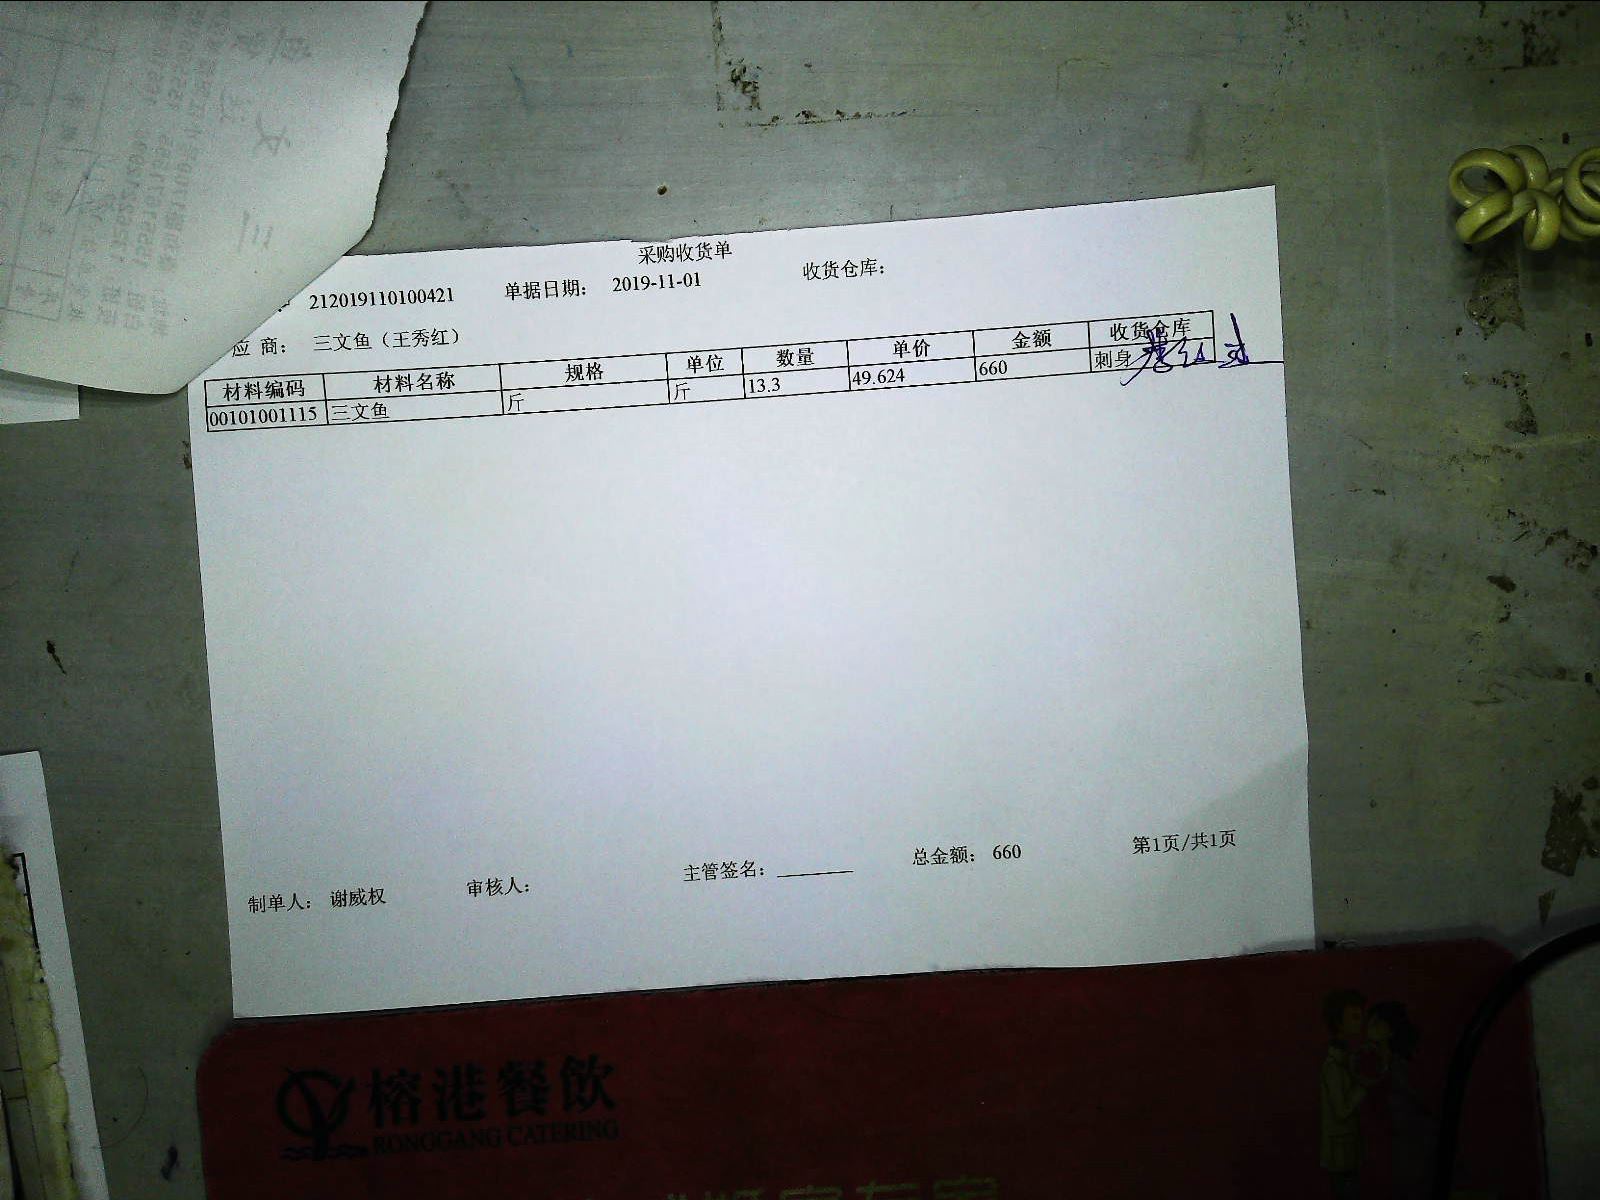 采购收货单
212019110100421 单据日期: 2019-11-01 收货仓库:
应 商: 三文鱼（王秀红）
材料编码 材料名称 规格 单位 数量 单价 金额 收货仓库
00101001115 三文鱼 斤 斤 13.3 49.624 660 刺身
制单人: 谢威权 审核人: 主管签名: 总金额: 660 第1页/共1页
榕港餐飲
RONGGANG CATERING